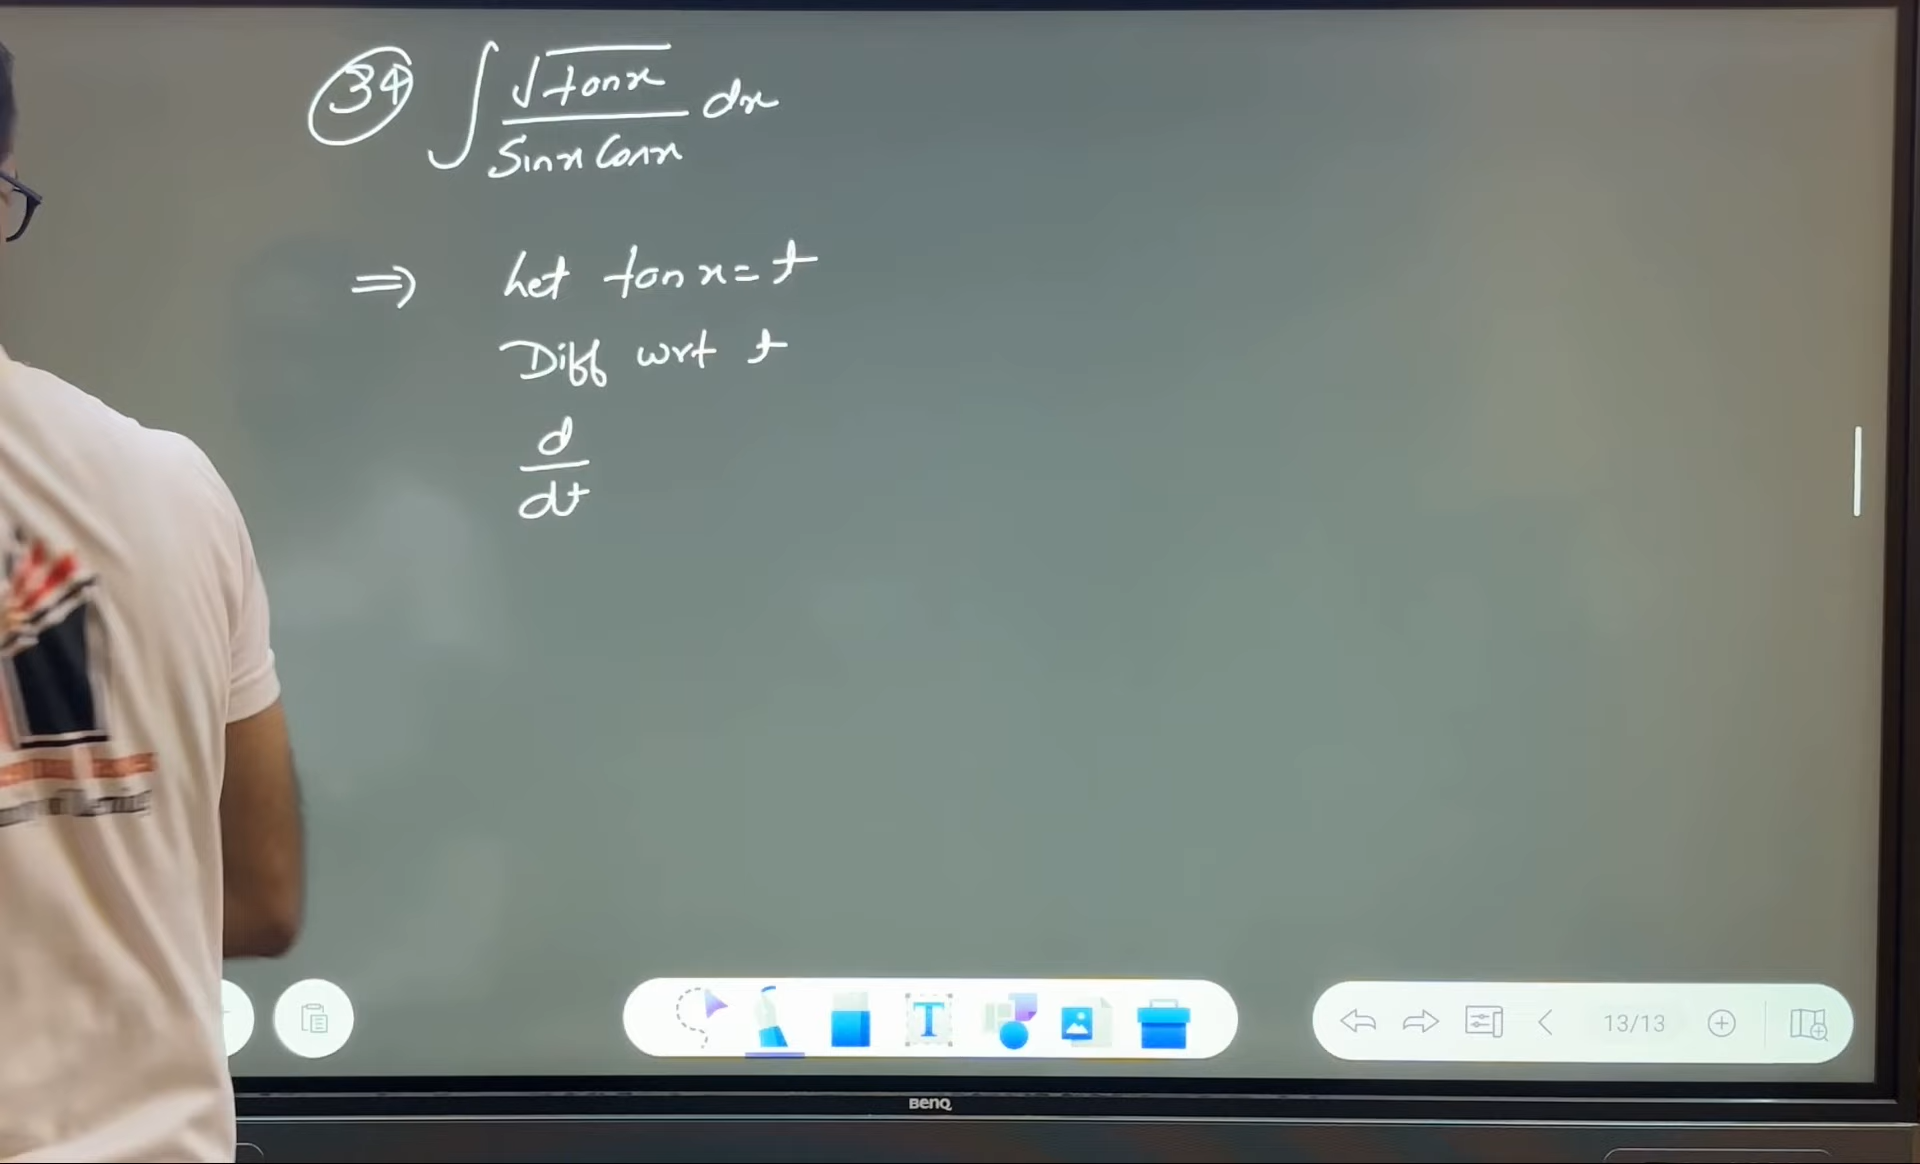 34 ∫ √tanx / Sinx Cosx dx
⇒ Let tan x = t
Diff wrt t
d/dt
T
13/13
BenQ